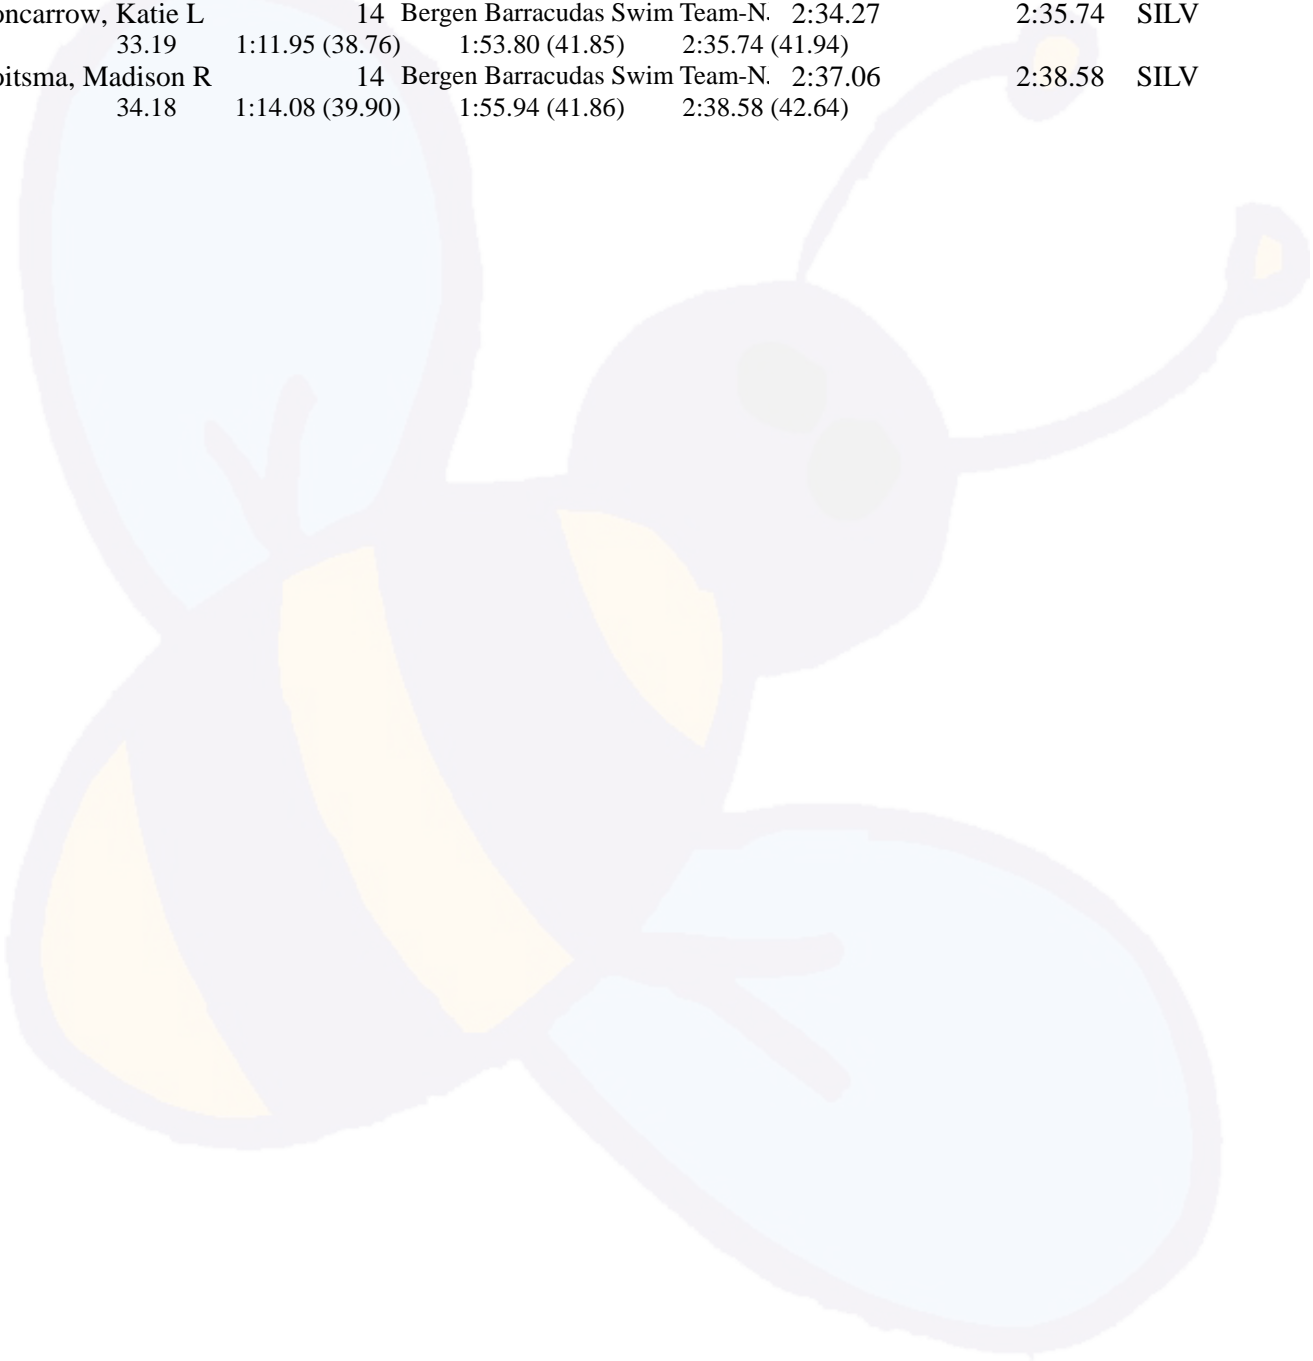 oncarrow, Katie L 14 Bergen Barracudas Swim Team-N. 2:34.27 2:35.74 SILV
33.19 1:11.95 (38.76) 1:53.80 (41.85) 2:35.74 (41.94)
oitsma, Madison R 14 Bergen Barracudas Swim Team-N. 2:37.06 2:38.58 SILV
34.18 1:14.08 (39.90) 1:55.94 (41.86) 2:38.58 (42.64)